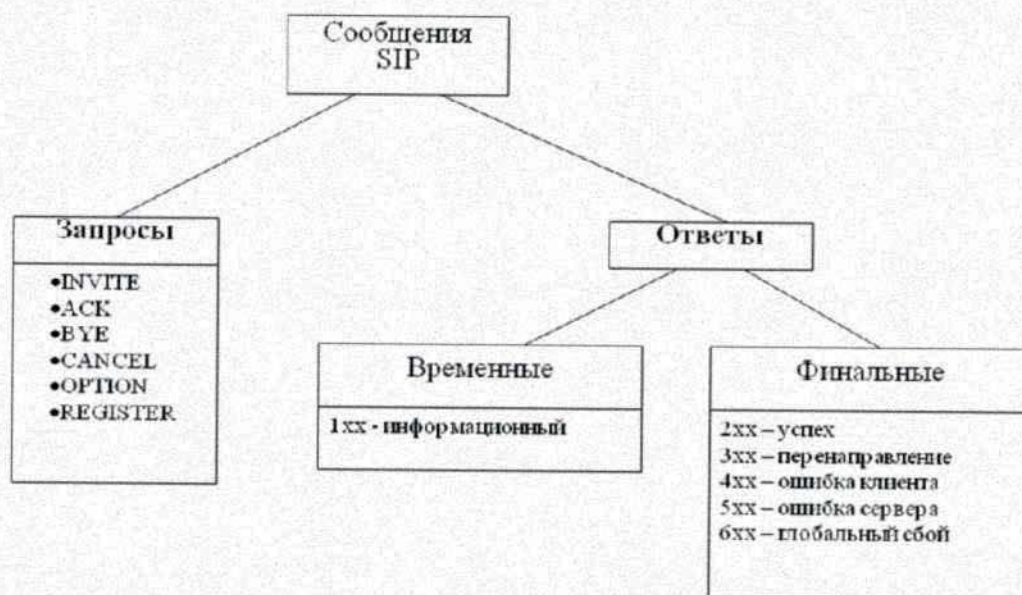 Сообщения
SIP
Запросы
•INVITE
•ACK
•BYE
•CANCEL
•OPTION
•REGISTER
Ответы
Временные
1xx - информационный
Финальные
2xx – успех
3xx – перенаправление
4xx – ошибка клиента
5xx – ошибка сервера
6xx – глобальный сбой